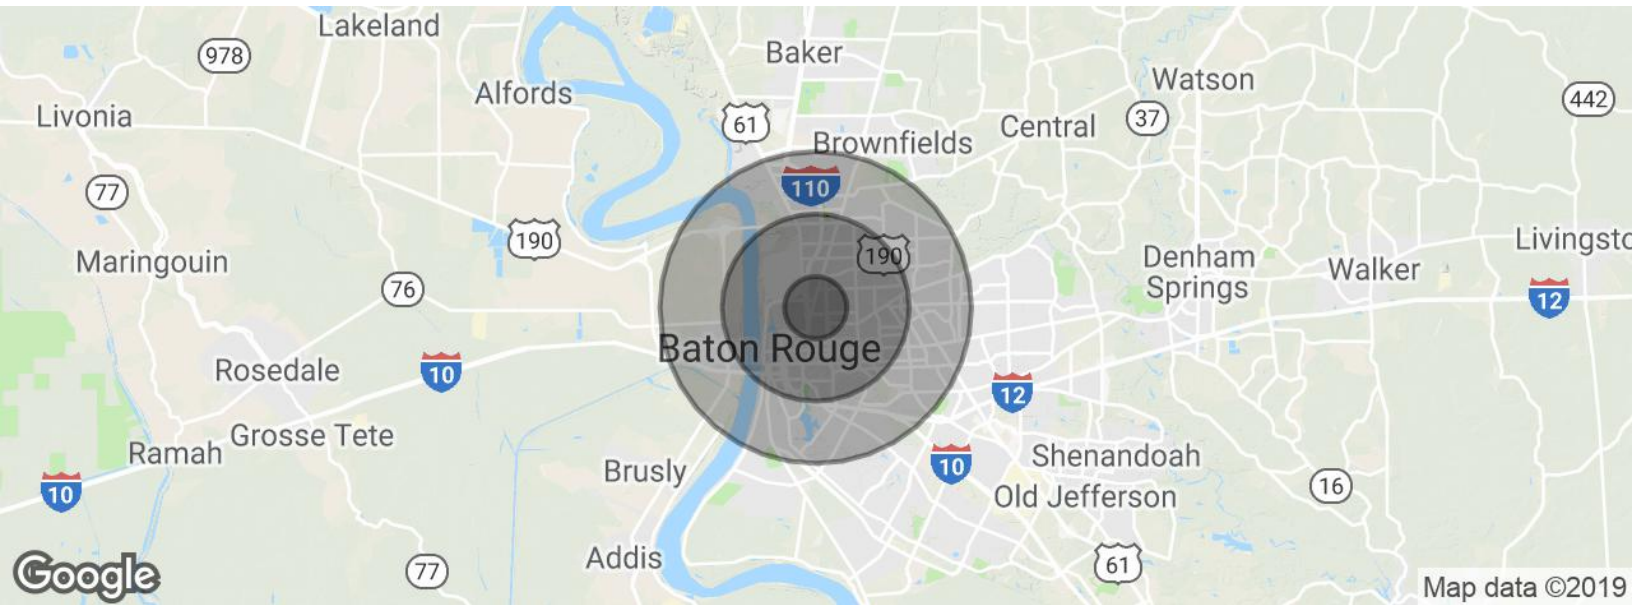 Lakeland
978
Baker
Alfords
Watson
Livonia
61
442
37
Central
Brownfields
77
110
190
190
Livingsto
Maringouin
Denham
Springs
Walker
76
12
Baton Rouge
Rosedale
10
12
Grosse Tete
Ramah
Brusly
10
Shenandoah
10
16
Old Jefferson
Addis
61
77
Google
Map data ©2019